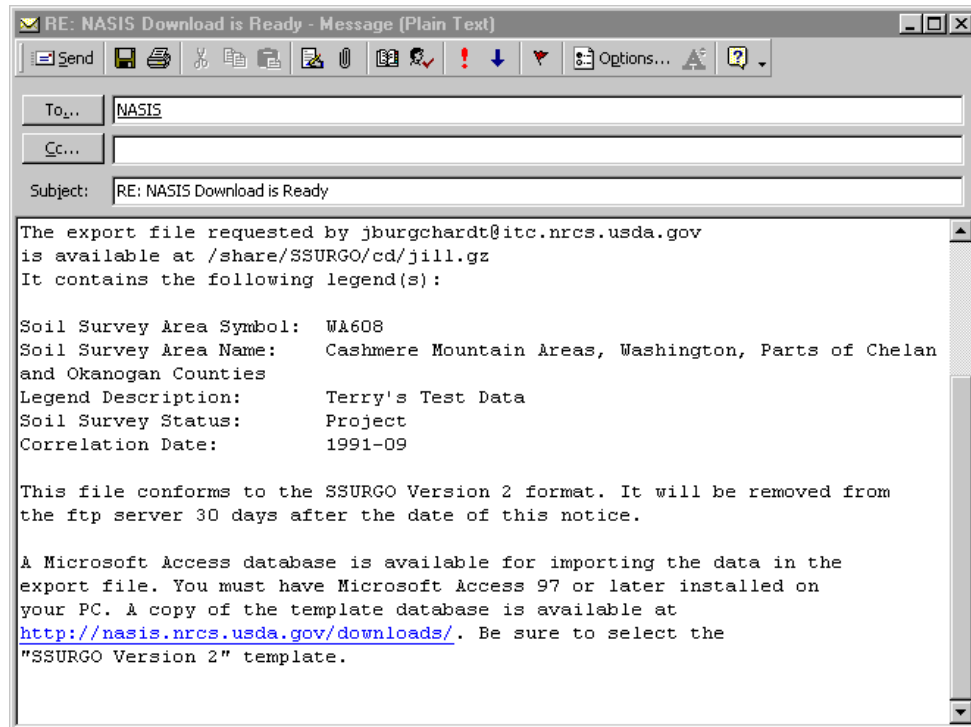 RE: NASIS Download is Ready - Message (Plain Text)
Send Options...
To... NASIS
Cc...
Subject: RE: NASIS Download is Ready
The export file requested by jburgchardt@itc.nrcs.usda.gov
is available at /share/SSURGO/cd/jill.gz
It contains the following legend(s):
Soil Survey Area Symbol: WA608
Soil Survey Area Name: Cashmere Mountain Areas, Washington, Parts of Chelan
and Okanogan Counties
Legend Description: Terry's Test Data
Soil Survey Status: Project
Correlation Date: 1991-09
This file conforms to the SSURGO Version 2 format. It will be removed from
the ftp server 30 days after the date of this notice.
A Microsoft Access database is available for importing the data in the
export file. You must have Microsoft Access 97 or later installed on
your PC. A copy of the template database is available at
http://nasis.nrcs.usda.gov/downloads/. Be sure to select the
"SSURGO Version 2" template.